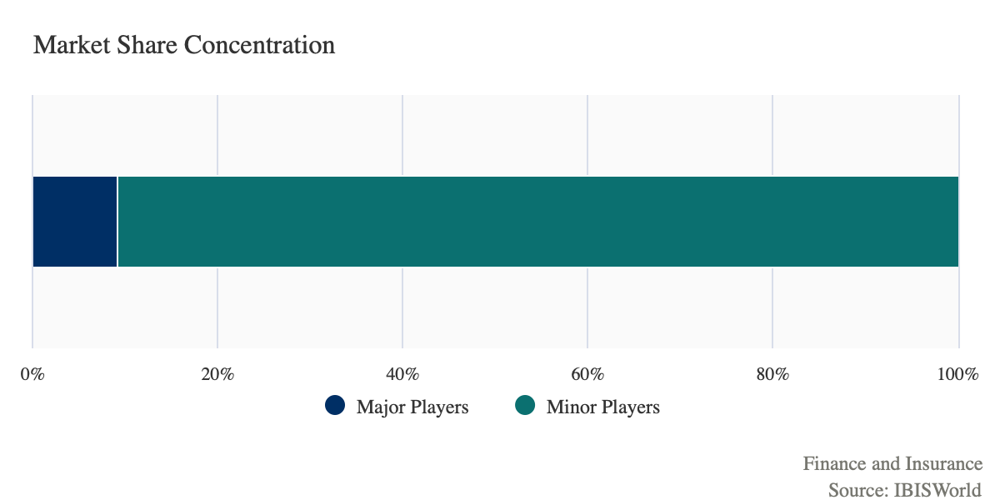 Market Share Concentration
0% 20% 40% 60% 80% 100%
Major Players Minor Players
Finance and Insurance
Source: IBISWorld